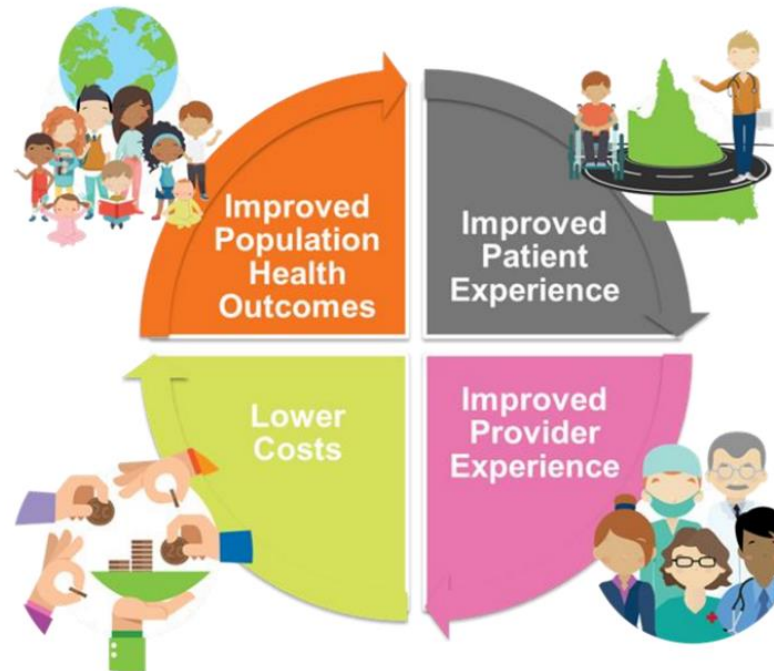 Improved
Population
Health
Outcomes
Improved
Patient
Experience
Lower
Costs
Improved
Provider
Experience